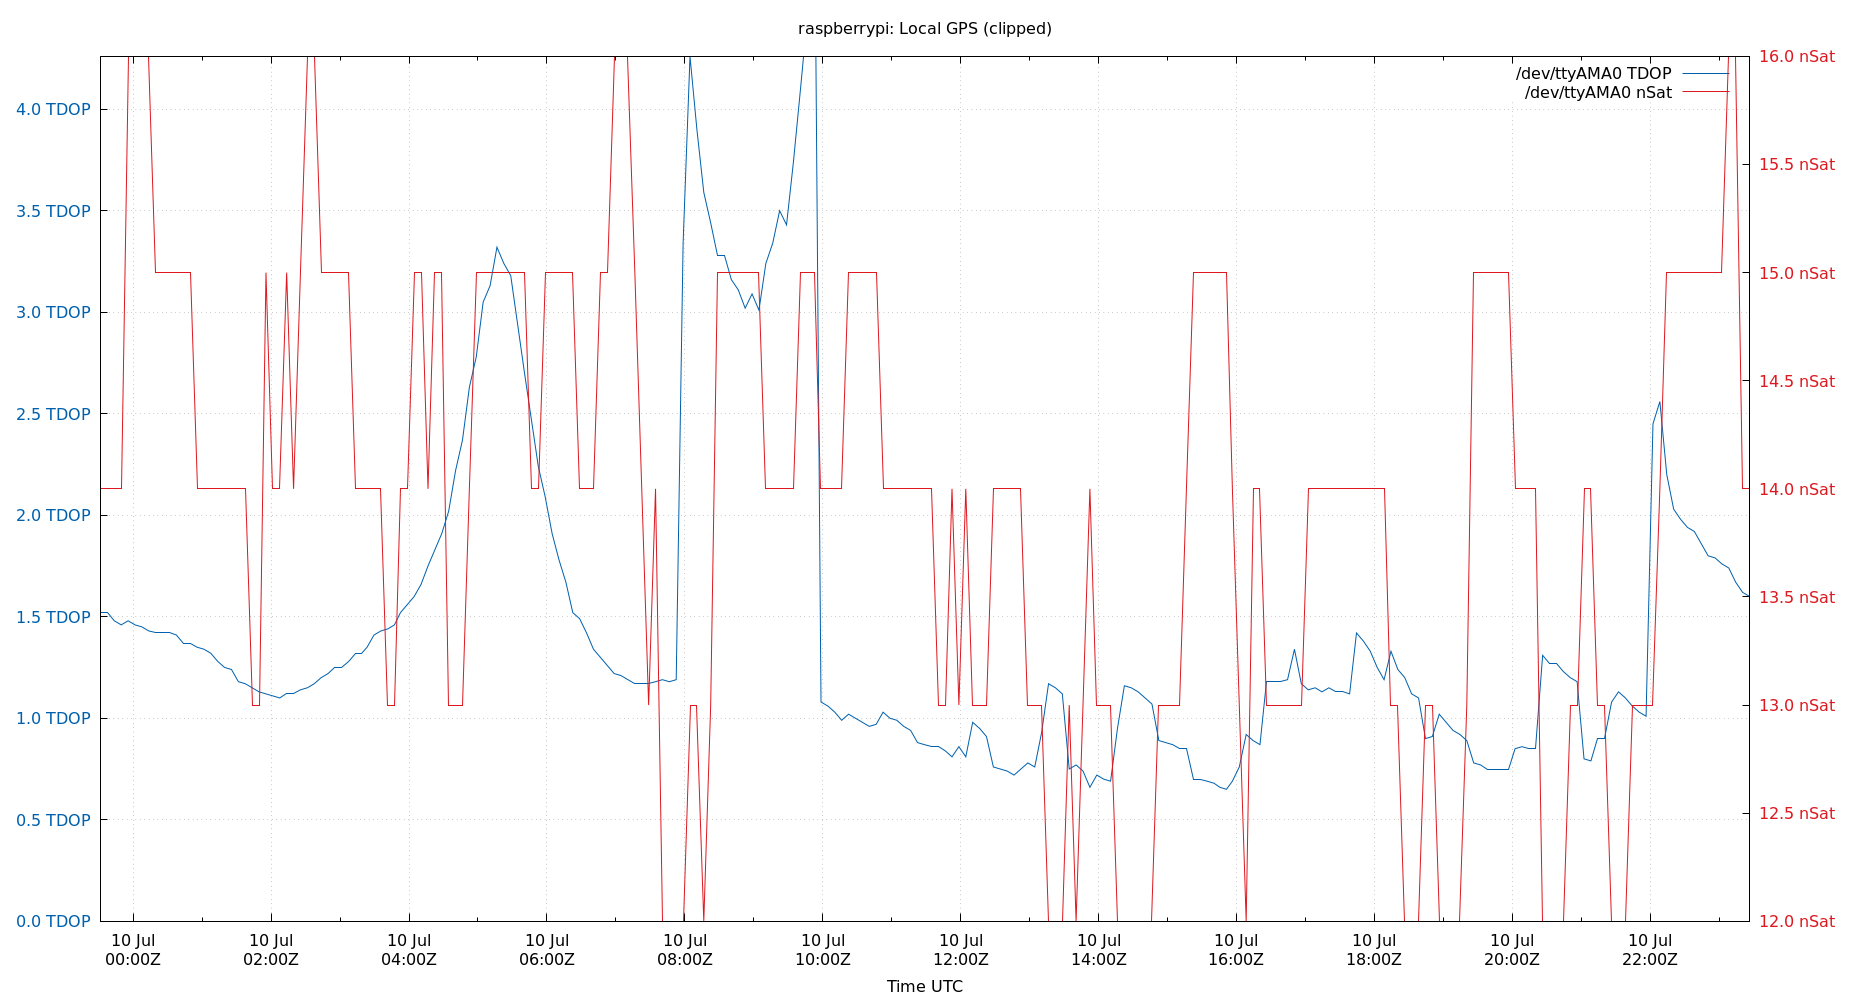 raspberrypi: Local GPS (clipped)
/dev/ttyAMA0 TDOP
/dev/ttyAMA0 nSat
4.0 TDOP
3.5 TDOP
3.0 TDOP
2.5 TDOP
2.0 TDOP
1.5 TDOP
1.0 TDOP
0.5 TDOP
0.0 TDOP
16.0 nSat
15.5 nSat
15.0 nSat
14.5 nSat
14.0 nSat
13.5 nSat
13.0 nSat
12.5 nSat
12.0 nSat
10 Jul 10 Jul 10 Jul 10 Jul 10 Jul 10 Jul 10 Jul 10 Jul 10 Jul 10 Jul 10 Jul 10 Jul
00:00Z 02:00Z 04:00Z 06:00Z 08:00Z 10:00Z 12:00Z 14:00Z 16:00Z 18:00Z 20:00Z 22:00Z
Time UTC